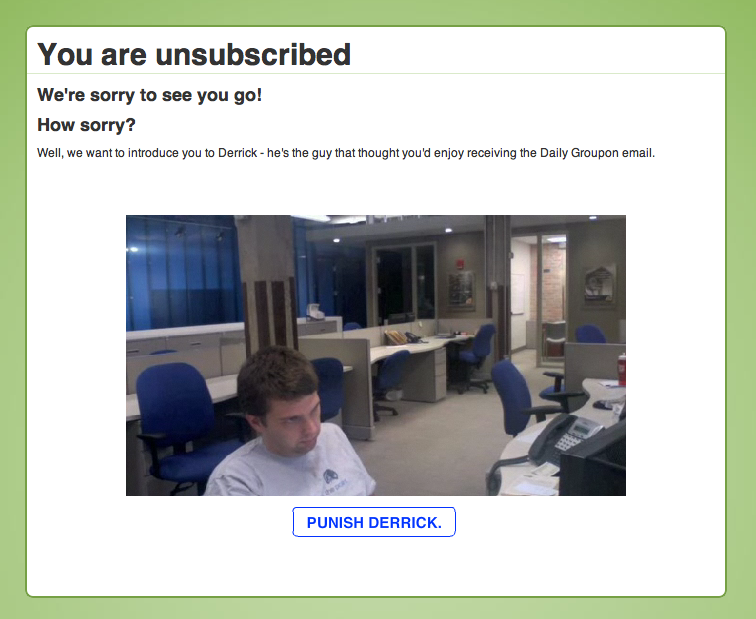 You are unsubscribed
We're sorry to see you go!
How sorry?
Well, we want to introduce you to Derrick - he's the guy that thought you'd enjoy receiving the Daily Groupon email.
PUNISH DERRICK.